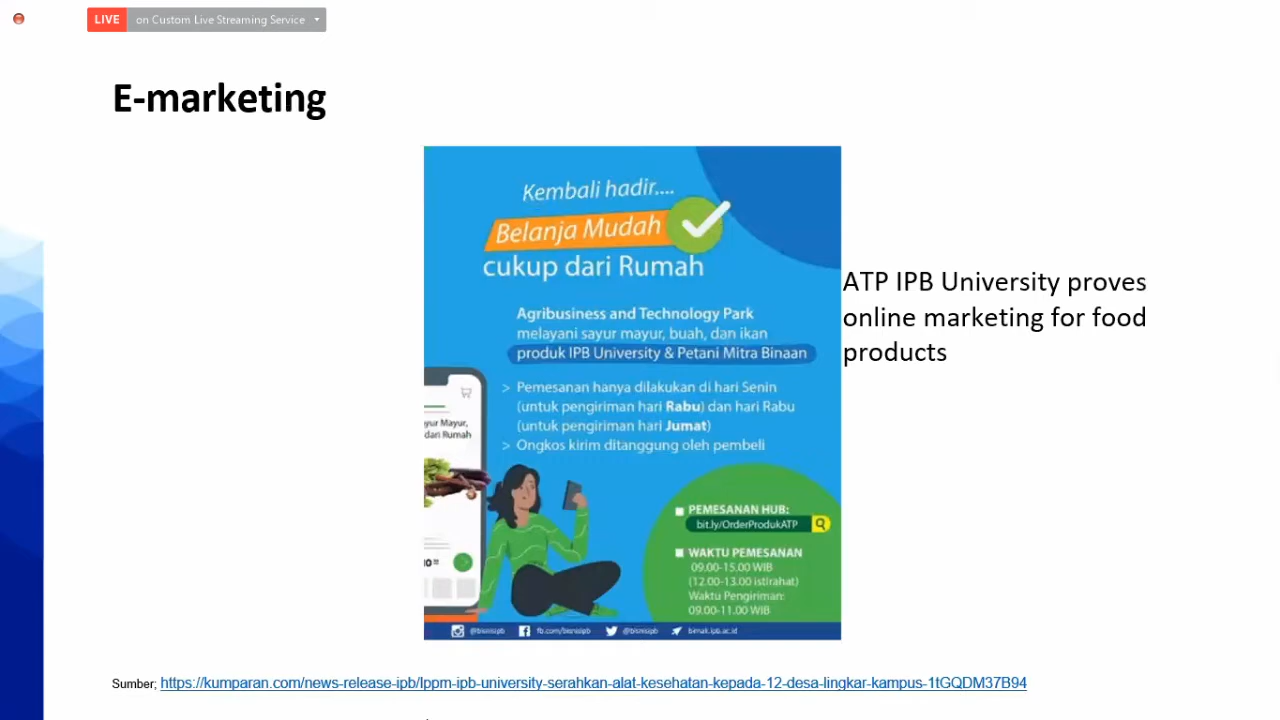 LIVE on Custom Live Streaming Service
E-marketing
Kembali hadir....
Belanja Mudah
cukup dari Rumah
Agribusiness and Technology Park
melayani sayur mayur, buah, dan ikan
produk IPB University & Petani Mitra Binaan
> Pemesanan hanya dilakukan di hari Senin
(untuk pengiriman hari Rabu) dan hari Rabu
(untuk pengiriman hari Jumat)
> Ongkos kirim ditanggung oleh pembeli
yur Mayur,
dari Rumah
PEMESANAN HUB:
bit.ly/OrderProdukATP
WAKTU PEMESANAN
09.00-15.00 WIB
(12.00-13.00 istirahat)
Waktu Pengiriman:
09.00-11.00 WIB
@bisnisipb fb.com/bisnisipb @bisnisipb
ATP IPB University proves
online marketing for food
products
Sumber; https://kumparan.com/news-release-ipb/lppm-ipb-university-serahkan-alat-kesehatan-kepada-12-desa-lingkar-kampus-1tGQDM37B94